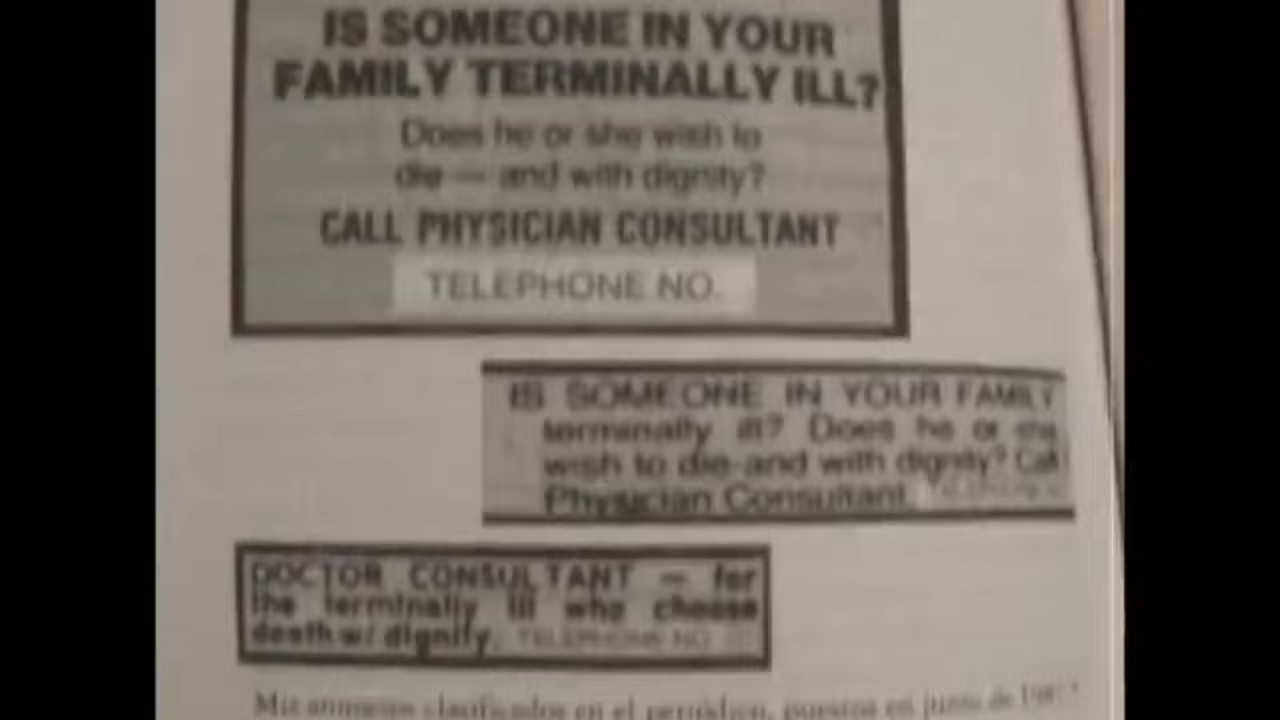 IS SOMEONE IN YOUR
FAMILY TERMINALLY ILL?
Does he or she wish to
die — and with dignity?
CALL PHYSICIAN CONSULTANT
TELEPHONE NO.
IS SOMEONE IN YOUR FAMILY
terminally ill? Does he or she
wish to die-and with dignity? Call
Physician Consultant.
DOCTOR CONSULTANT — for
the terminally ill who choose
death w/ dignify. TELEPHONE NO.
Mis anuncios clasificados en el periódico, puestos en junio de